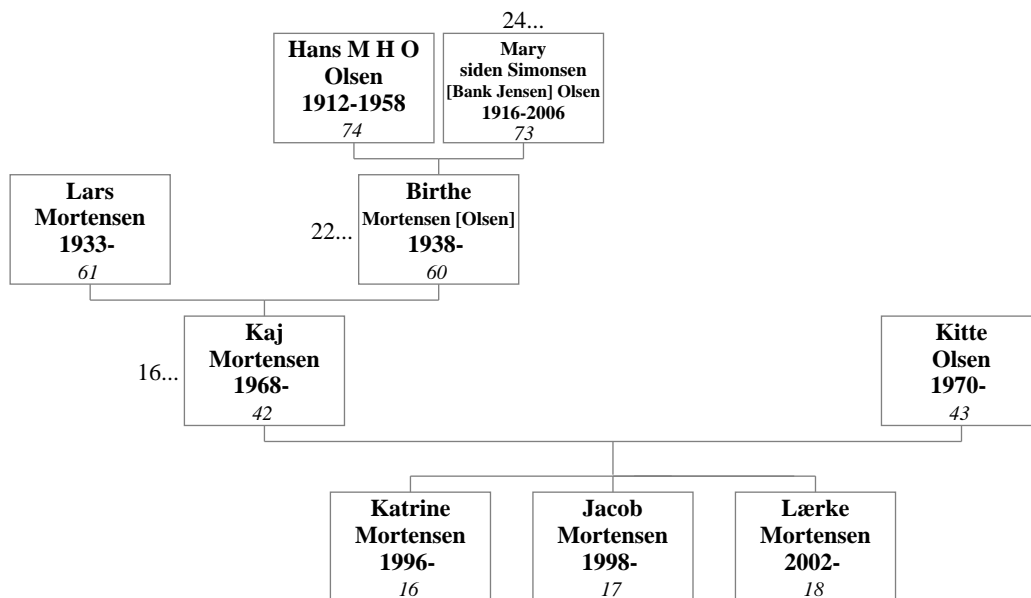 24...
Hans M H O
Olsen
1912-1958
74
Mary
siden Simonsen
[Bank Jensen] Olsen
1916-2006
73
Lars
Mortensen
1933-
61
22...
Birthe
Mortensen [Olsen]
1938-
60
16...
Kaj
Mortensen
1968-
42
Kitte
Olsen
1970-
43
Katrine
Mortensen
1996-
16
Jacob
Mortensen
1998-
17
Lærke
Mortensen
2002-
18